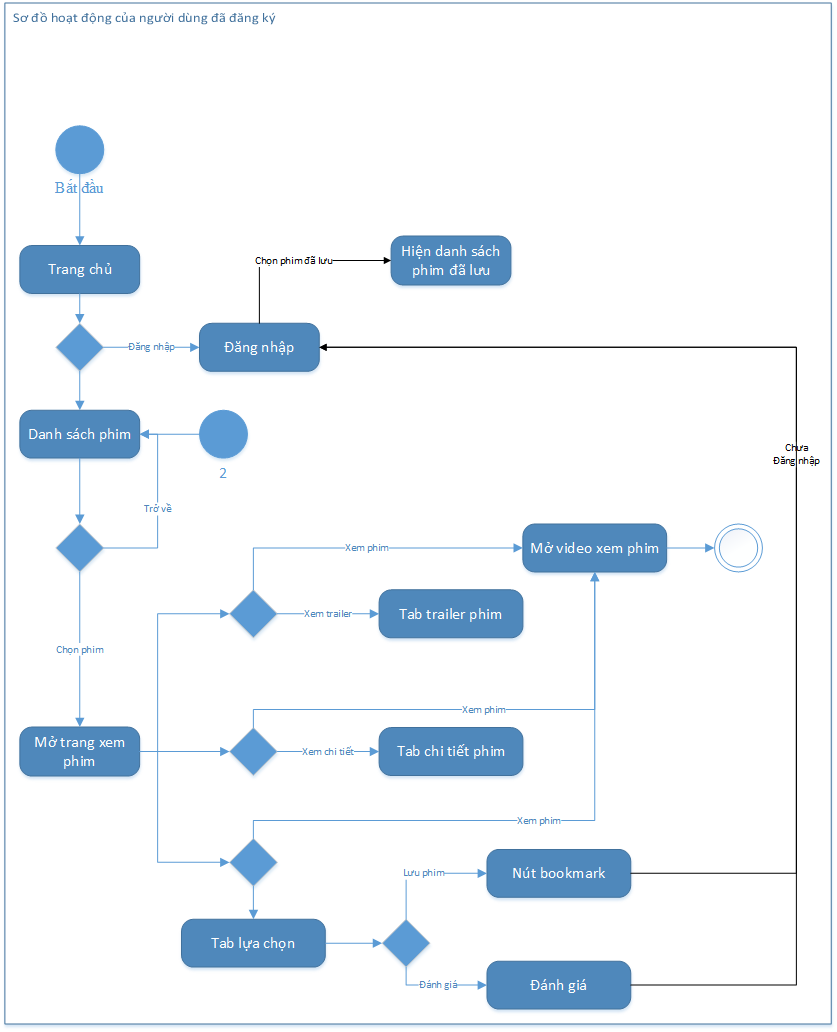 Sơ đồ hoạt động của người dùng đã đăng ký
Bắt đầu
Trang chủ
Chọn phim đã lưu
Hiện danh sách
phim đã lưu
Đăng nhập
Đăng nhập
Danh sách phim
2
Chưa
Đăng nhập
Trở về
Xem phim
Mở video xem phim
Xem trailer
Tab trailer phim
Chọn phim
Xem phim
Mở trang xem
phim
Xem chi tiết
Tab chi tiết phim
Xem phim
Lưu phim
Nút bookmark
Tab lựa chọn
Đánh giá
Đánh giá